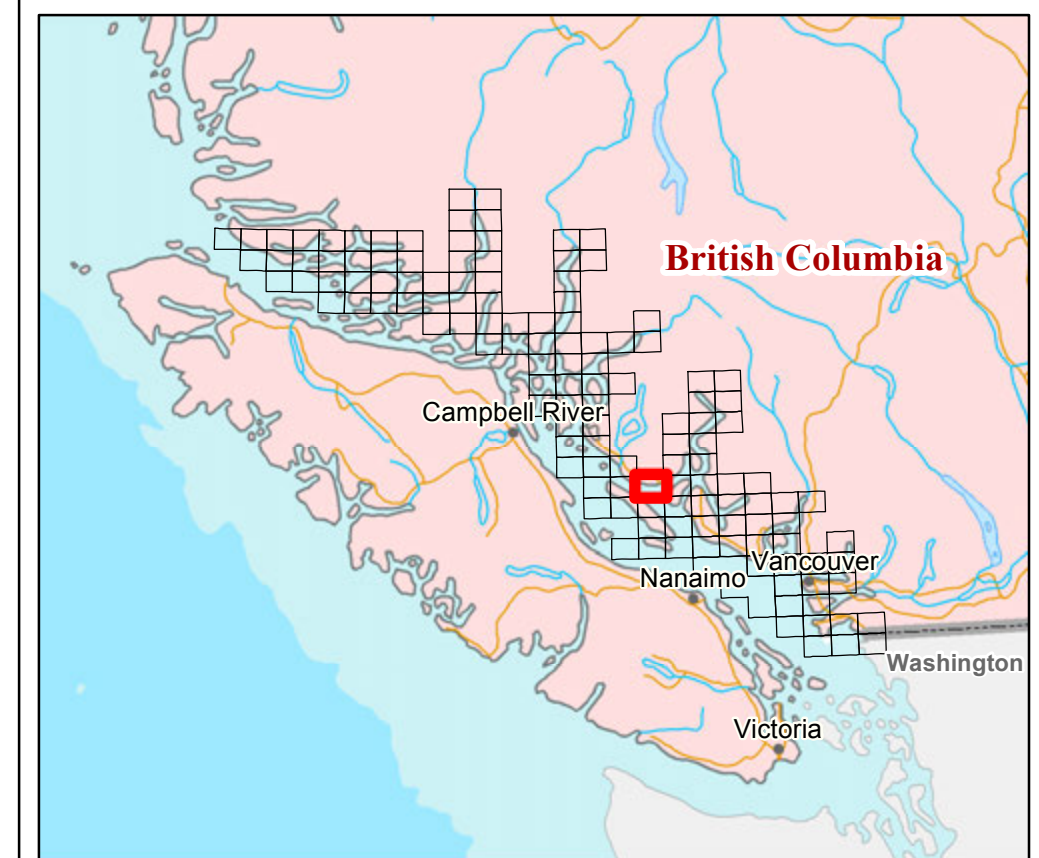 British Columbia
Campbell River
Vancouver
Nanaimo
Washington
Victoria